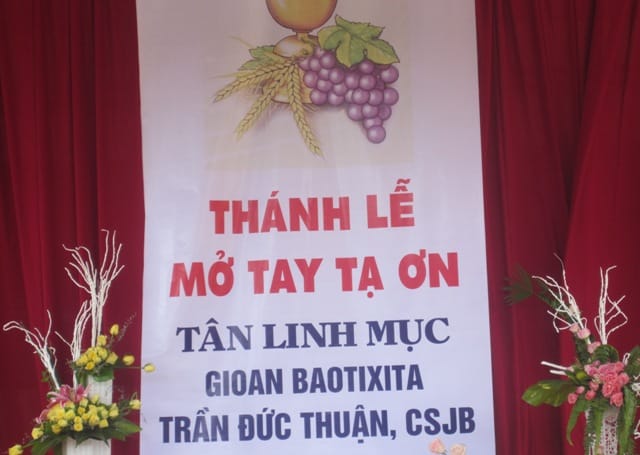 THÁNH LỄ
MỞ TAY TẠ ƠN
TÂN LINH MỤC
GIOAN BAOTIXITA
TRẦN ĐỨC THUẬN, CSJB